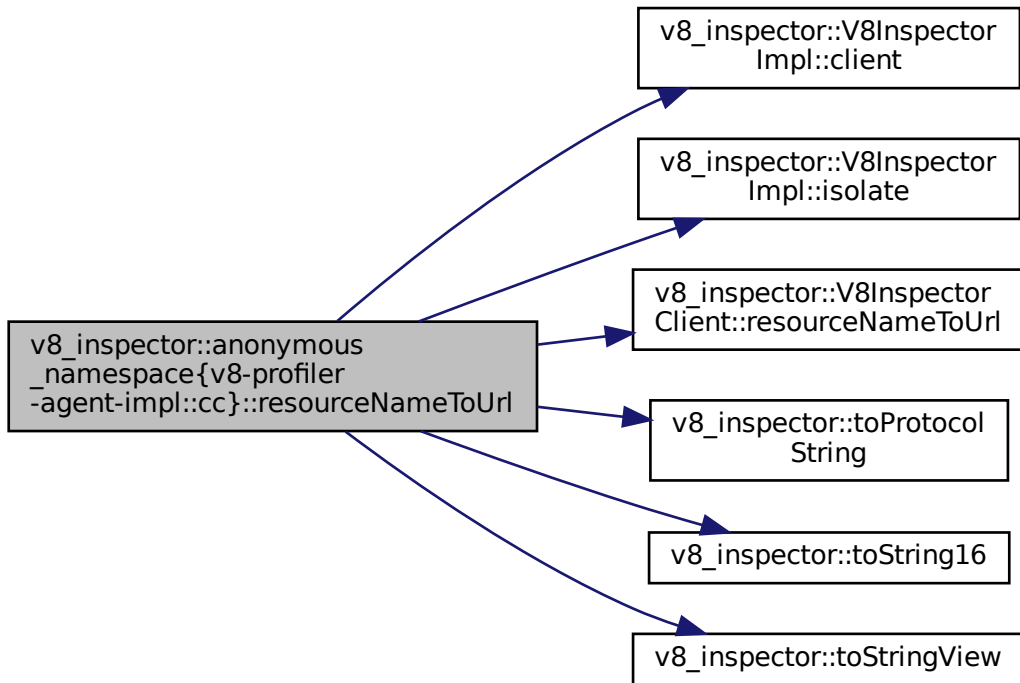 v8_inspector::V8Inspector
Impl::client
v8_inspector::V8Inspector
Impl::isolate
v8_inspector::V8Inspector
Client::resourceNameToUrl
v8_inspector::anonymous
_namespace{v8-profiler
-agent-impl::cc}::resourceNameToUrl
v8_inspector::toProtocol
String
v8_inspector::toString16
v8_inspector::toStringView